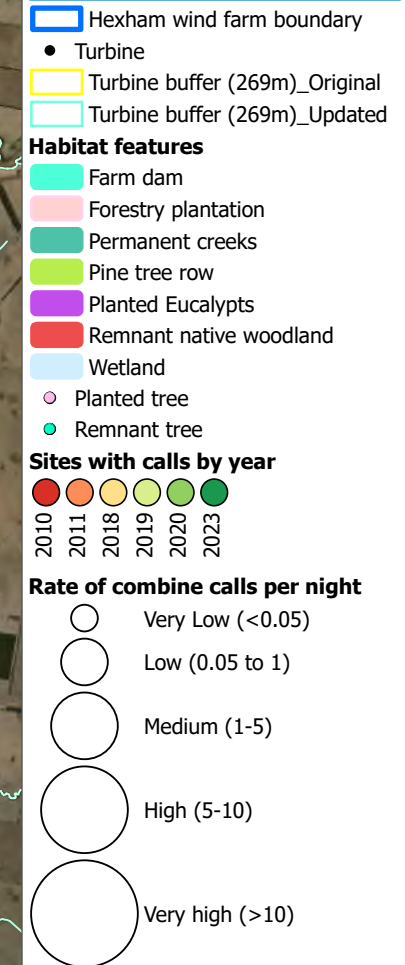 Hexham wind farm boundary
Turbine
Turbine buffer (269m)_Original
Turbine buffer (269m)_Updated
Habitat features
Farm dam
Forestry plantation
Permanent creeks
Pine tree row
Planted Eucalypts
Remnant native woodland
Wetland
Planted tree
Remnant tree
Sites with calls by year
2010 2011 2018 2019 2020 2023
Rate of combine calls per night
Very Low (<0.05)
Low (0.05 to 1)
Medium (1-5)
High (5-10)
Very high (>10)